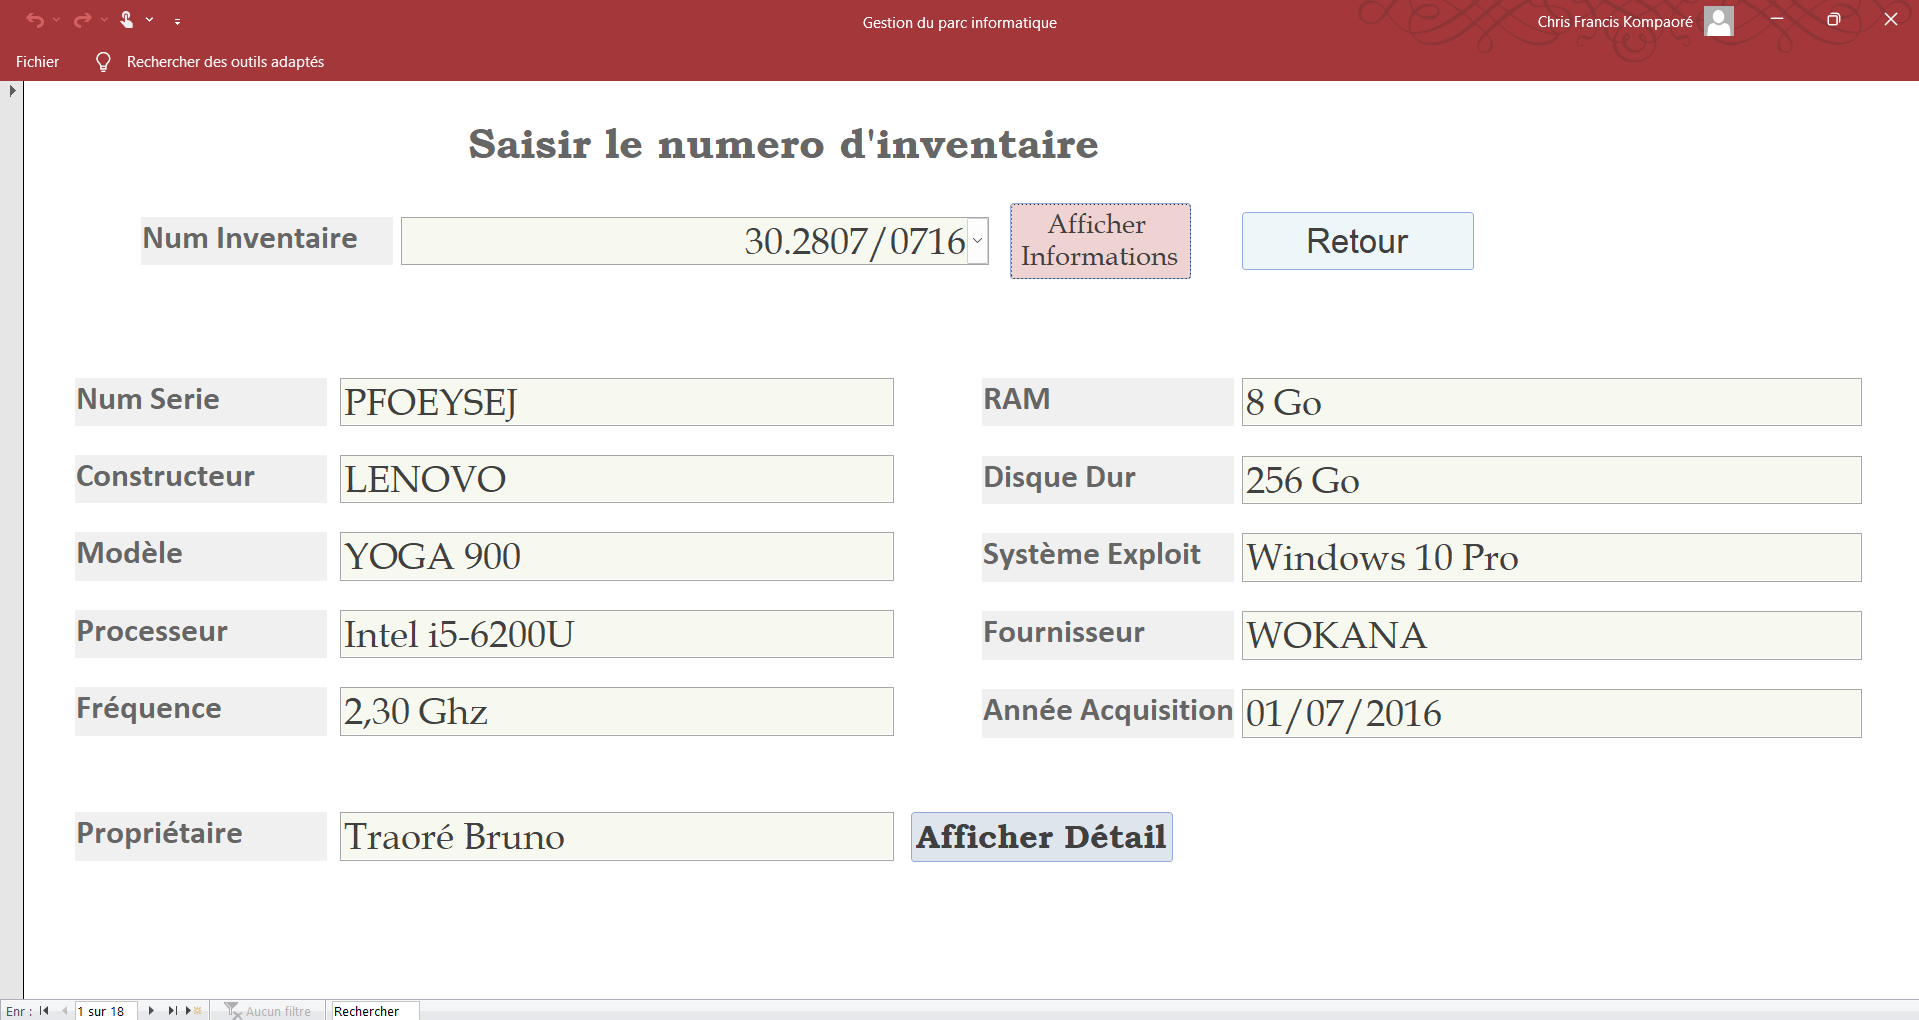 Gestion du parc informatique
Chris Francis Kompaoré
Fichier
Rechercher des outils adaptés
Saisir le numero d'inventaire
Num Inventaire
30.2807/0716
Afficher
Informations
Retour
Num Serie
PFOEYSEJ
RAM
8 Go
Constructeur
LENOVO
Disque Dur
256 Go
Modèle
YOGA 900
Système Exploit
Windows 10 Pro
Processeur
Intel i5-6200U
Fournisseur
WOKANA
Fréquence
2,30 Ghz
Année Acquisition
01/07/2016
Propriétaire
Traoré Bruno
Afficher Détail
Enr :
1 sur 18
Aucun filtre
Rechercher